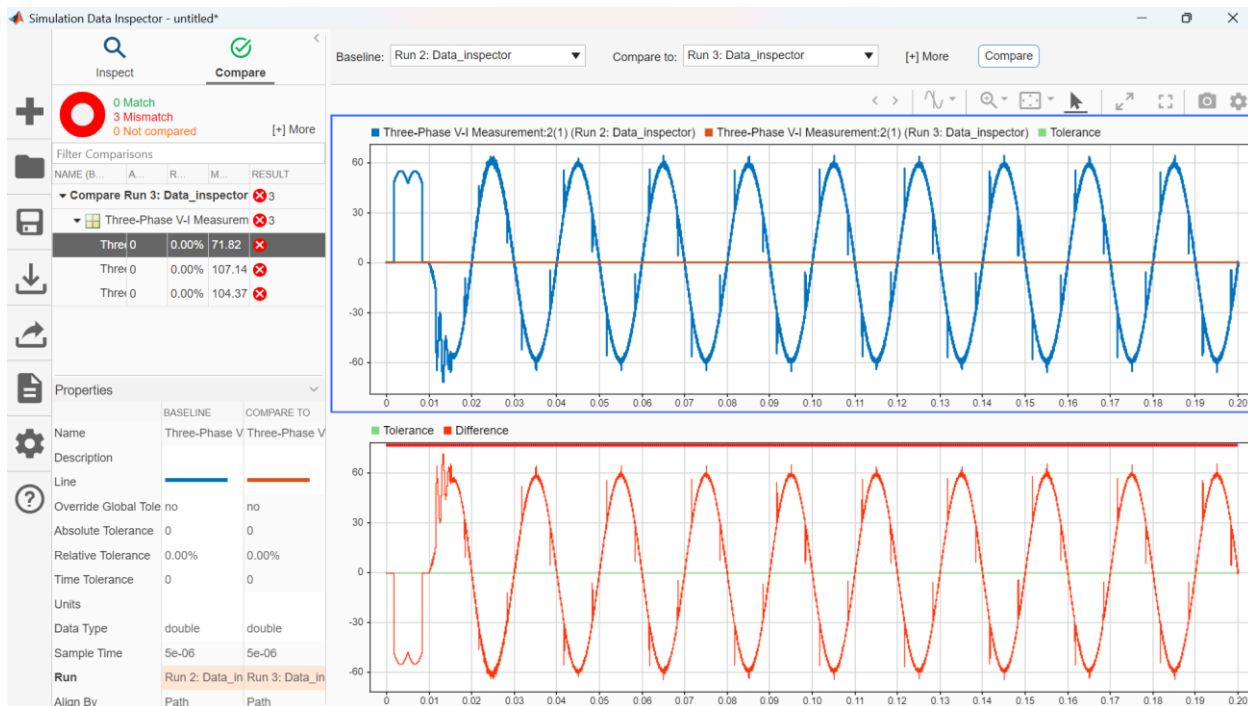 Simulation Data Inspector - untitled*
Inspect
Compare
0 Match
3 Mismatch
0 Not compared
[+] More
Filter Comparisons
NAME (B... A... R... M... RESULT
Compare Run 3: Data_inspector 3
Three-Phase V-I Measurem 3
Three 0 0.00% 71.82
Three 0 0.00% 107.14
Three 0 0.00% 104.37
Properties
BASELINE COMPARE TO
Name Three-Phase V Three-Phase V
Description
Line
Override Global Tole no no
Absolute Tolerance 0 0
Relative Tolerance 0.00% 0.00%
Time Tolerance 0 0
Units
Data Type double double
Sample Time 5e-06 5e-06
Run Run 2: Data_in Run 3: Data_in
Align By Path Path
Baseline: Run 2: Data_inspector Compare to: Run 3: Data_inspector [+] More Compare
Three-Phase V-I Measurement:2(1) (Run 2: Data_inspector) Three-Phase V-I Measurement:2(1) (Run 3: Data_inspector) Tolerance
60
30
0
-30
-60
0 0.01 0.02 0.03 0.04 0.05 0.06 0.07 0.08 0.09 0.10 0.11 0.12 0.13 0.14 0.15 0.16 0.17 0.18 0.19 0.20
Tolerance Difference
60
30
0
-30
-60
0 0.01 0.02 0.03 0.04 0.05 0.06 0.07 0.08 0.09 0.10 0.11 0.12 0.13 0.14 0.15 0.16 0.17 0.18 0.19 0.20